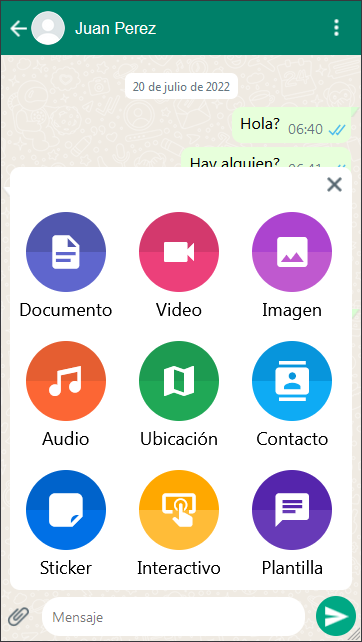 Juan Perez
20 de julio de 2022
Hola? 06:40
Hay alguien? 06:41
Documento Video Imagen
Audio Ubicación Contacto
Sticker Interactivo Plantilla
Mensaje